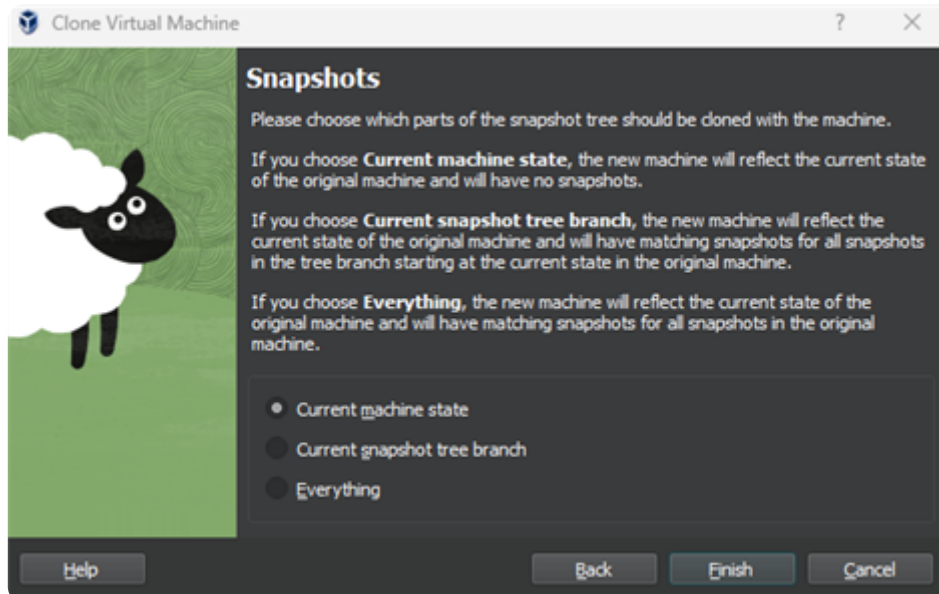 Clone Virtual Machine
Snapshots
Please choose which parts of the snapshot tree should be cloned with the machine.
If you choose Current machine state, the new machine will reflect the current state
of the original machine and will have no snapshots.
If you choose Current snapshot tree branch, the new machine will reflect the
current state of the original machine and will have matching snapshots for all snapshots
in the tree branch starting at the current state in the original machine.
If you choose Everything, the new machine will reflect the current state of the
original machine and will have matching snapshots for all snapshots in the original
machine.
Current machine state
Current snapshot tree branch
Everything
Help
Back
Finish
Cancel